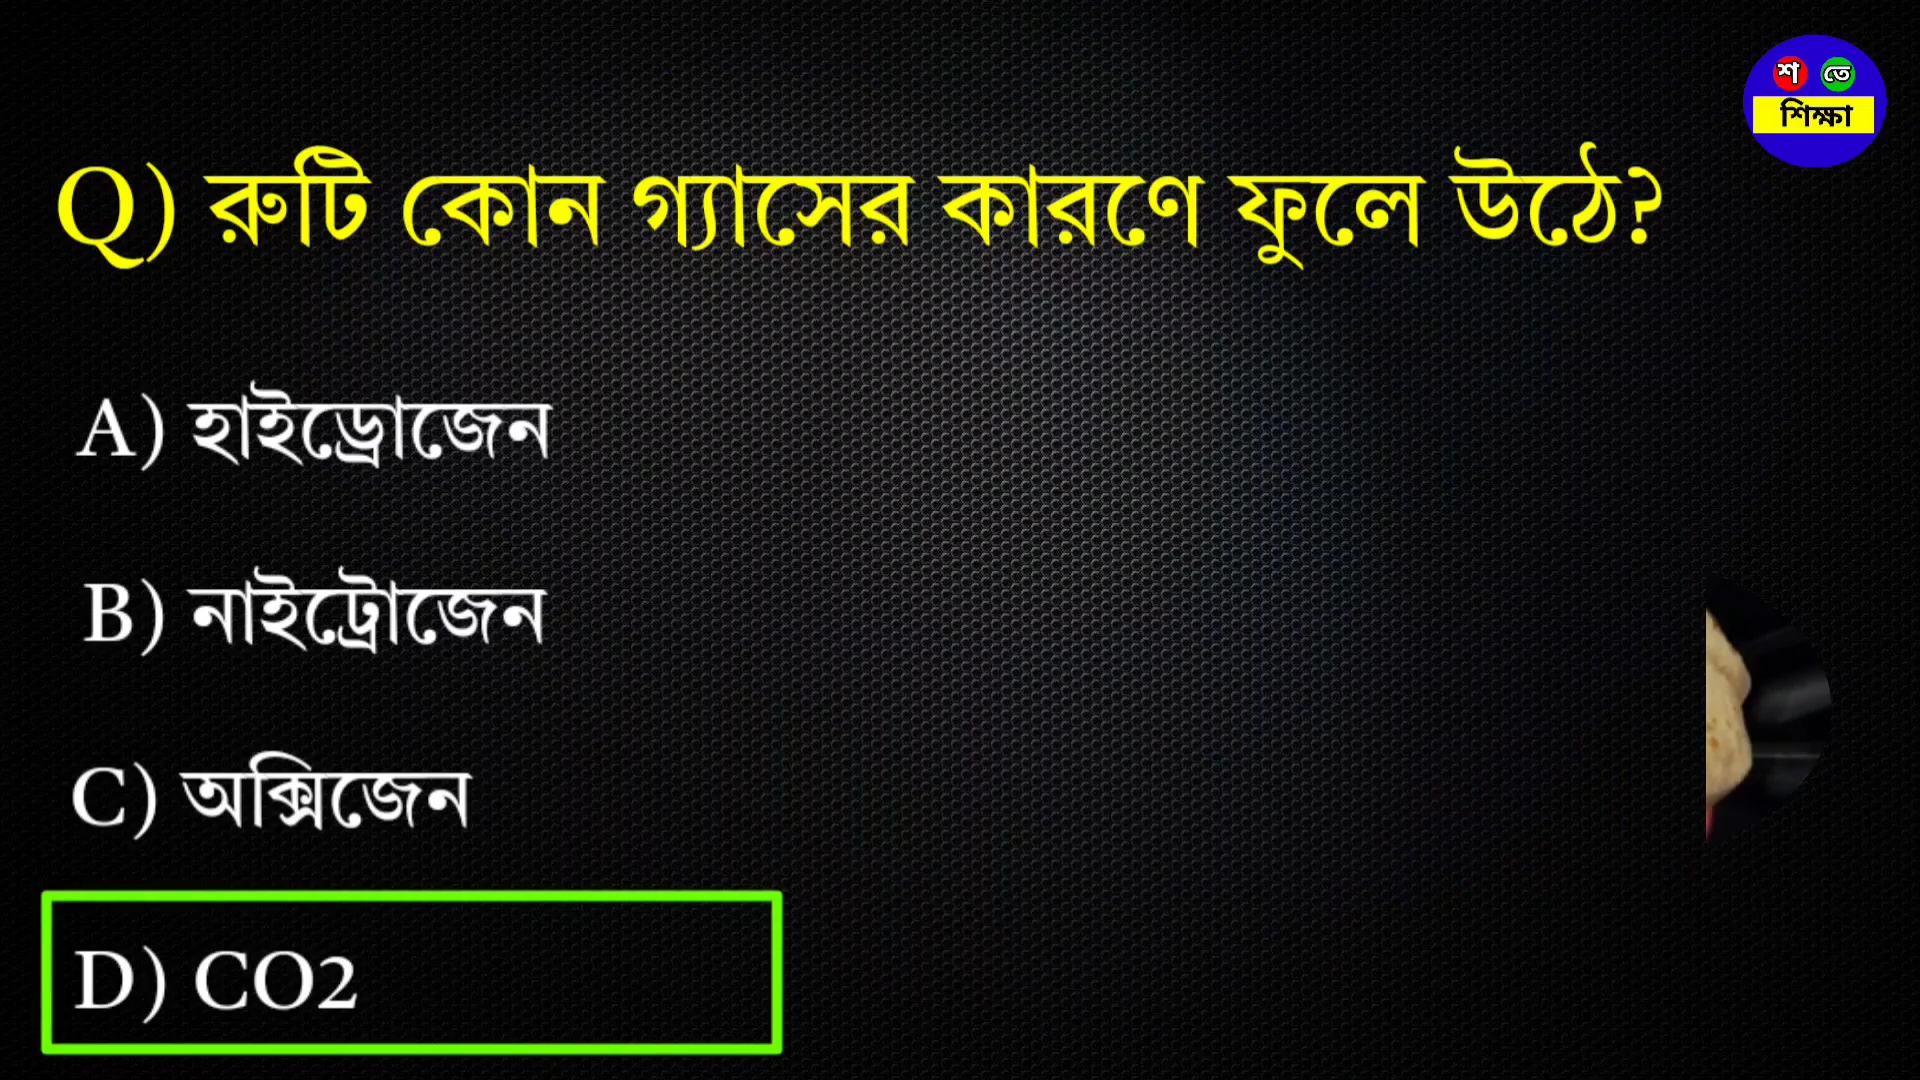 শ তে
শিক্ষা
Q) রুটি কোন গ্যাসের কারণে ফুলে উঠে?
A) হাইড্রোজেন
B) নাইট্রোজেন
C) অক্সিজেন
D) CO2